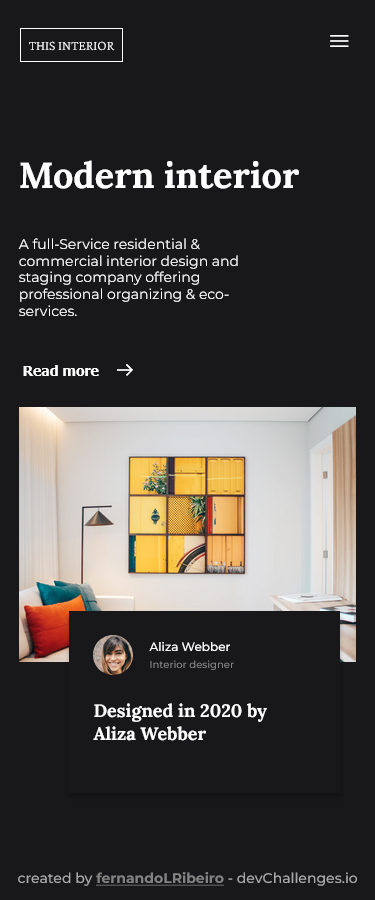 THIS INTERIOR
Modern interior
A full-Service residential &
commercial interior design and
staging company offering
professional organizing & eco-
services.
Read more
Aliza Webber
Interior designer
Designed in 2020 by
Aliza Webber
created by fernandoLRibeiro - devChallenges.io